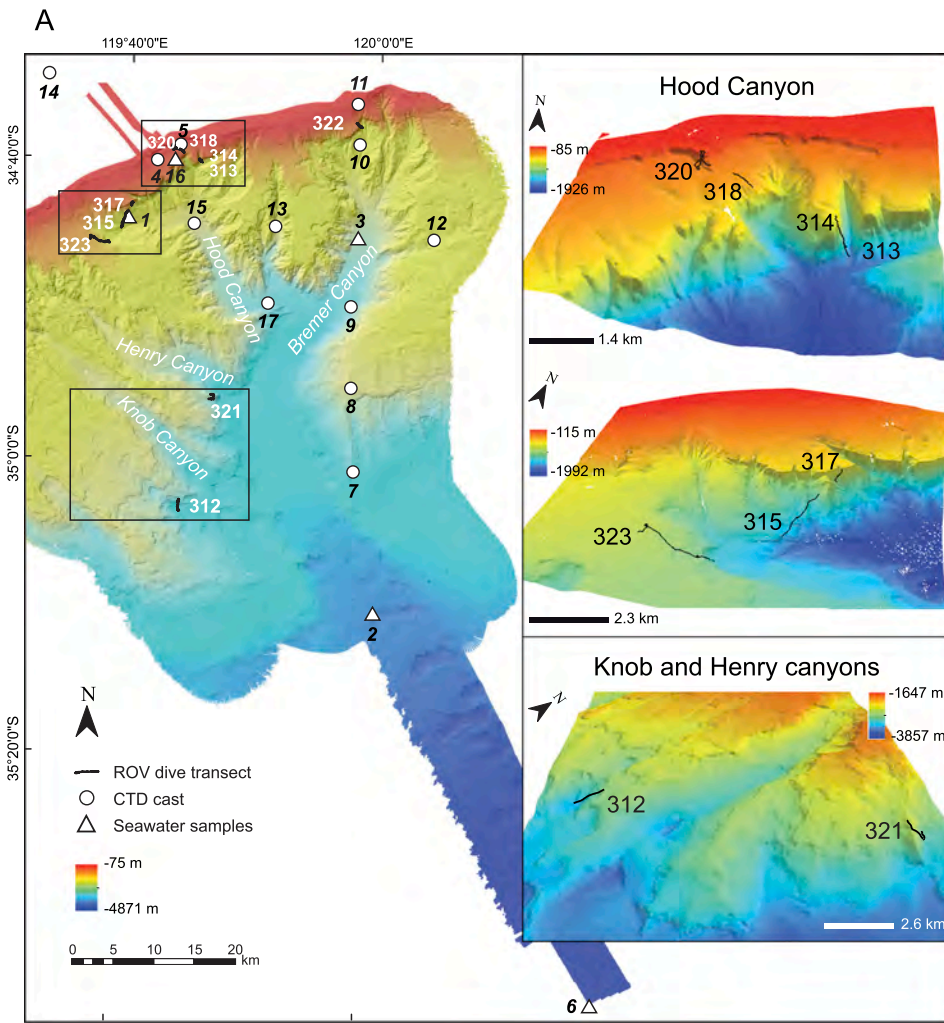 A
119°40'0"E
120°0'0"E
34°40'0"S
35°0'0"S
35°20'0"S
14
11
322
10
5
320
318
4
16
314
313
317
315
1
323
15
13
3
12
Hood Canyon
Bremer Canyon
17
9
Henry Canyon
8
321
Knob Canyon
7
312
2
6
N
ROV dive transect
CTD cast
Seawater samples
-75 m
-4871 m
0 5 10 15 20
km
Hood Canyon
N
-85 m
-1926 m
320
318
314
313
1.4 km
N
-115 m
-1992 m
317
315
323
2.3 km
Knob and Henry canyons
N
-1647 m
-3857 m
312
321
2.6 km